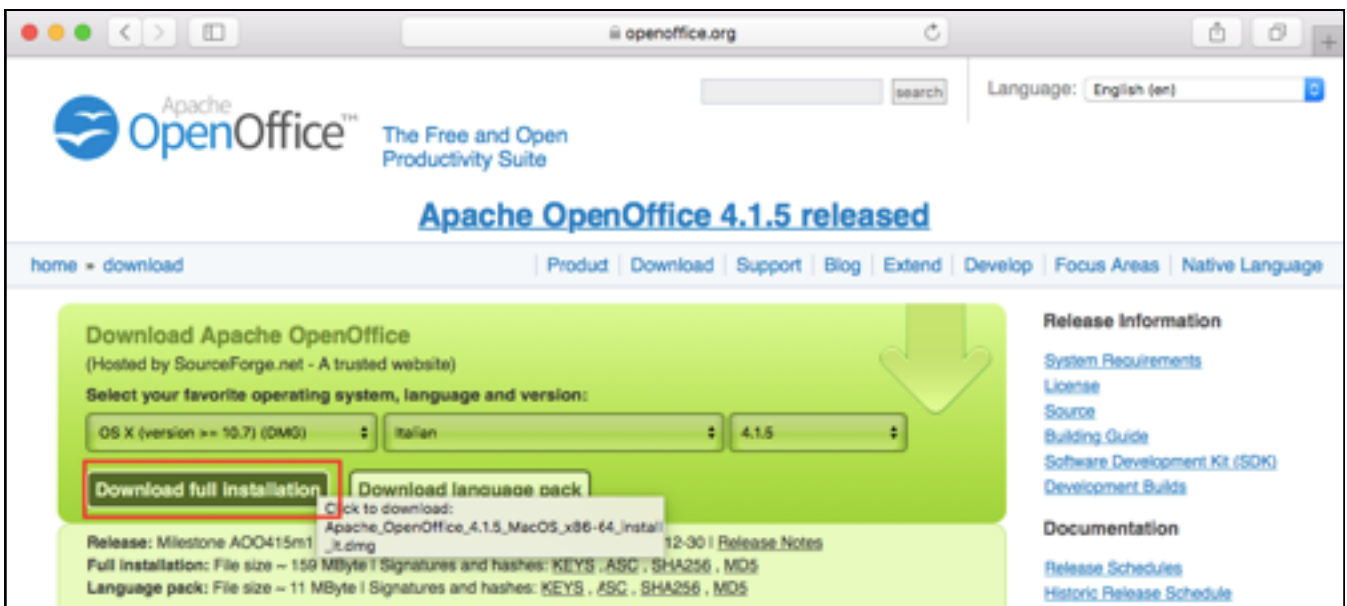 openoffice.org
search
Language: English (en)
Apache
OpenOffice™
The Free and Open
Productivity Suite
Apache OpenOffice 4.1.5 released
home » download
Product | Download | Support | Blog | Extend | Develop | Focus Areas | Native Language
Download Apache OpenOffice
(Hosted by SourceForge.net - A trusted website)
Select your favorite operating system, language and version:
OS X (version >= 10.7) (DMG) Italian 4.1.5
Download full installation Download language pack
Click to download:
Apache_OpenOffice_4.1.5_MacOS_x86-64_install
_it.dmg
Release: Milestone AOO415m1 12-30 | Release Notes
Full installation: File size ~ 159 MByte | Signatures and hashes: KEYS , ASC , SHA256 , MD5
Language pack: File size ~ 11 MByte | Signatures and hashes: KEYS , ASC , SHA256 , MD5
Release Information
System Requirements
License
Source
Building Guide
Software Development Kit (SDK)
Development Builds
Documentation
Release Schedules
Historic Release Schedule